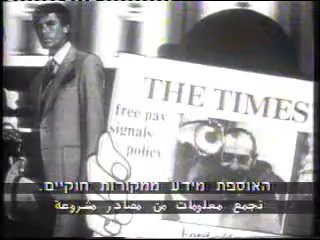 THE TIMES
free pay
signals
policy
האוספת מידע ממקורות חוקיים.
تجمع معلومات من مصادر مشروعة